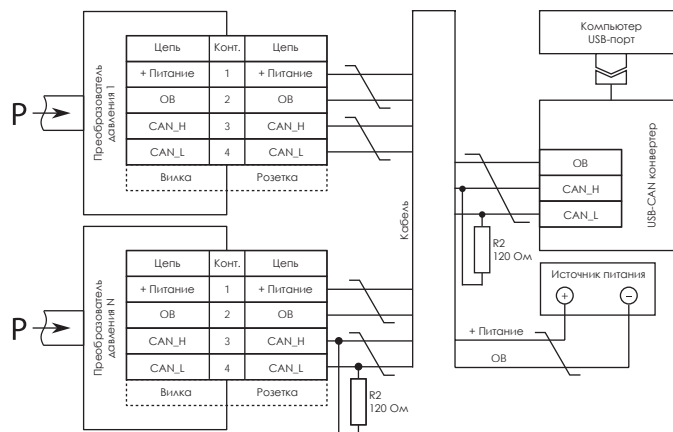 P
Преобразователь
давления 1
Цепь Конт. Цепь
+ Питание 1 + Питание
ОВ 2 ОВ
CAN_H 3 CAN_H
CAN_L 4 CAN_L
Вилка Розетка
P
Преобразователь
давления N
Цепь Конт. Цепь
+ Питание 1 + Питание
ОВ 2 ОВ
CAN_H 3 CAN_H
CAN_L 4 CAN_L
Вилка Розетка
R2
120 Ом
Кабель
Компьютер
USB-порт
USB-CAN конвертер
ОВ
CAN_H
CAN_L
R2
120 Ом
Источник питания
+ −
+ Питание
ОВ